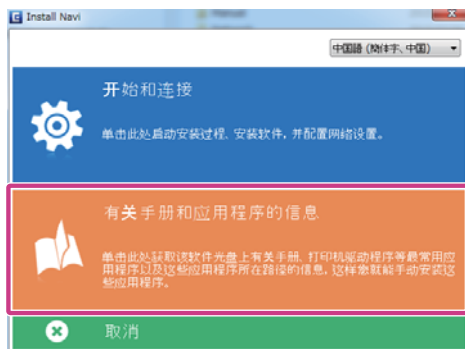 Install Navi
中国語 (簡体字、中国)
开始和连接
单击此处启动安装过程、安装软件，并配置网络设置。
有关手册和应用程序的信息
单击此处获取该软件光盘上有关手册、打印机驱动程序等最常用应
用程序以及这些应用程序所在路径的信息，这样您就能手动安装这
些应用程序。
取消